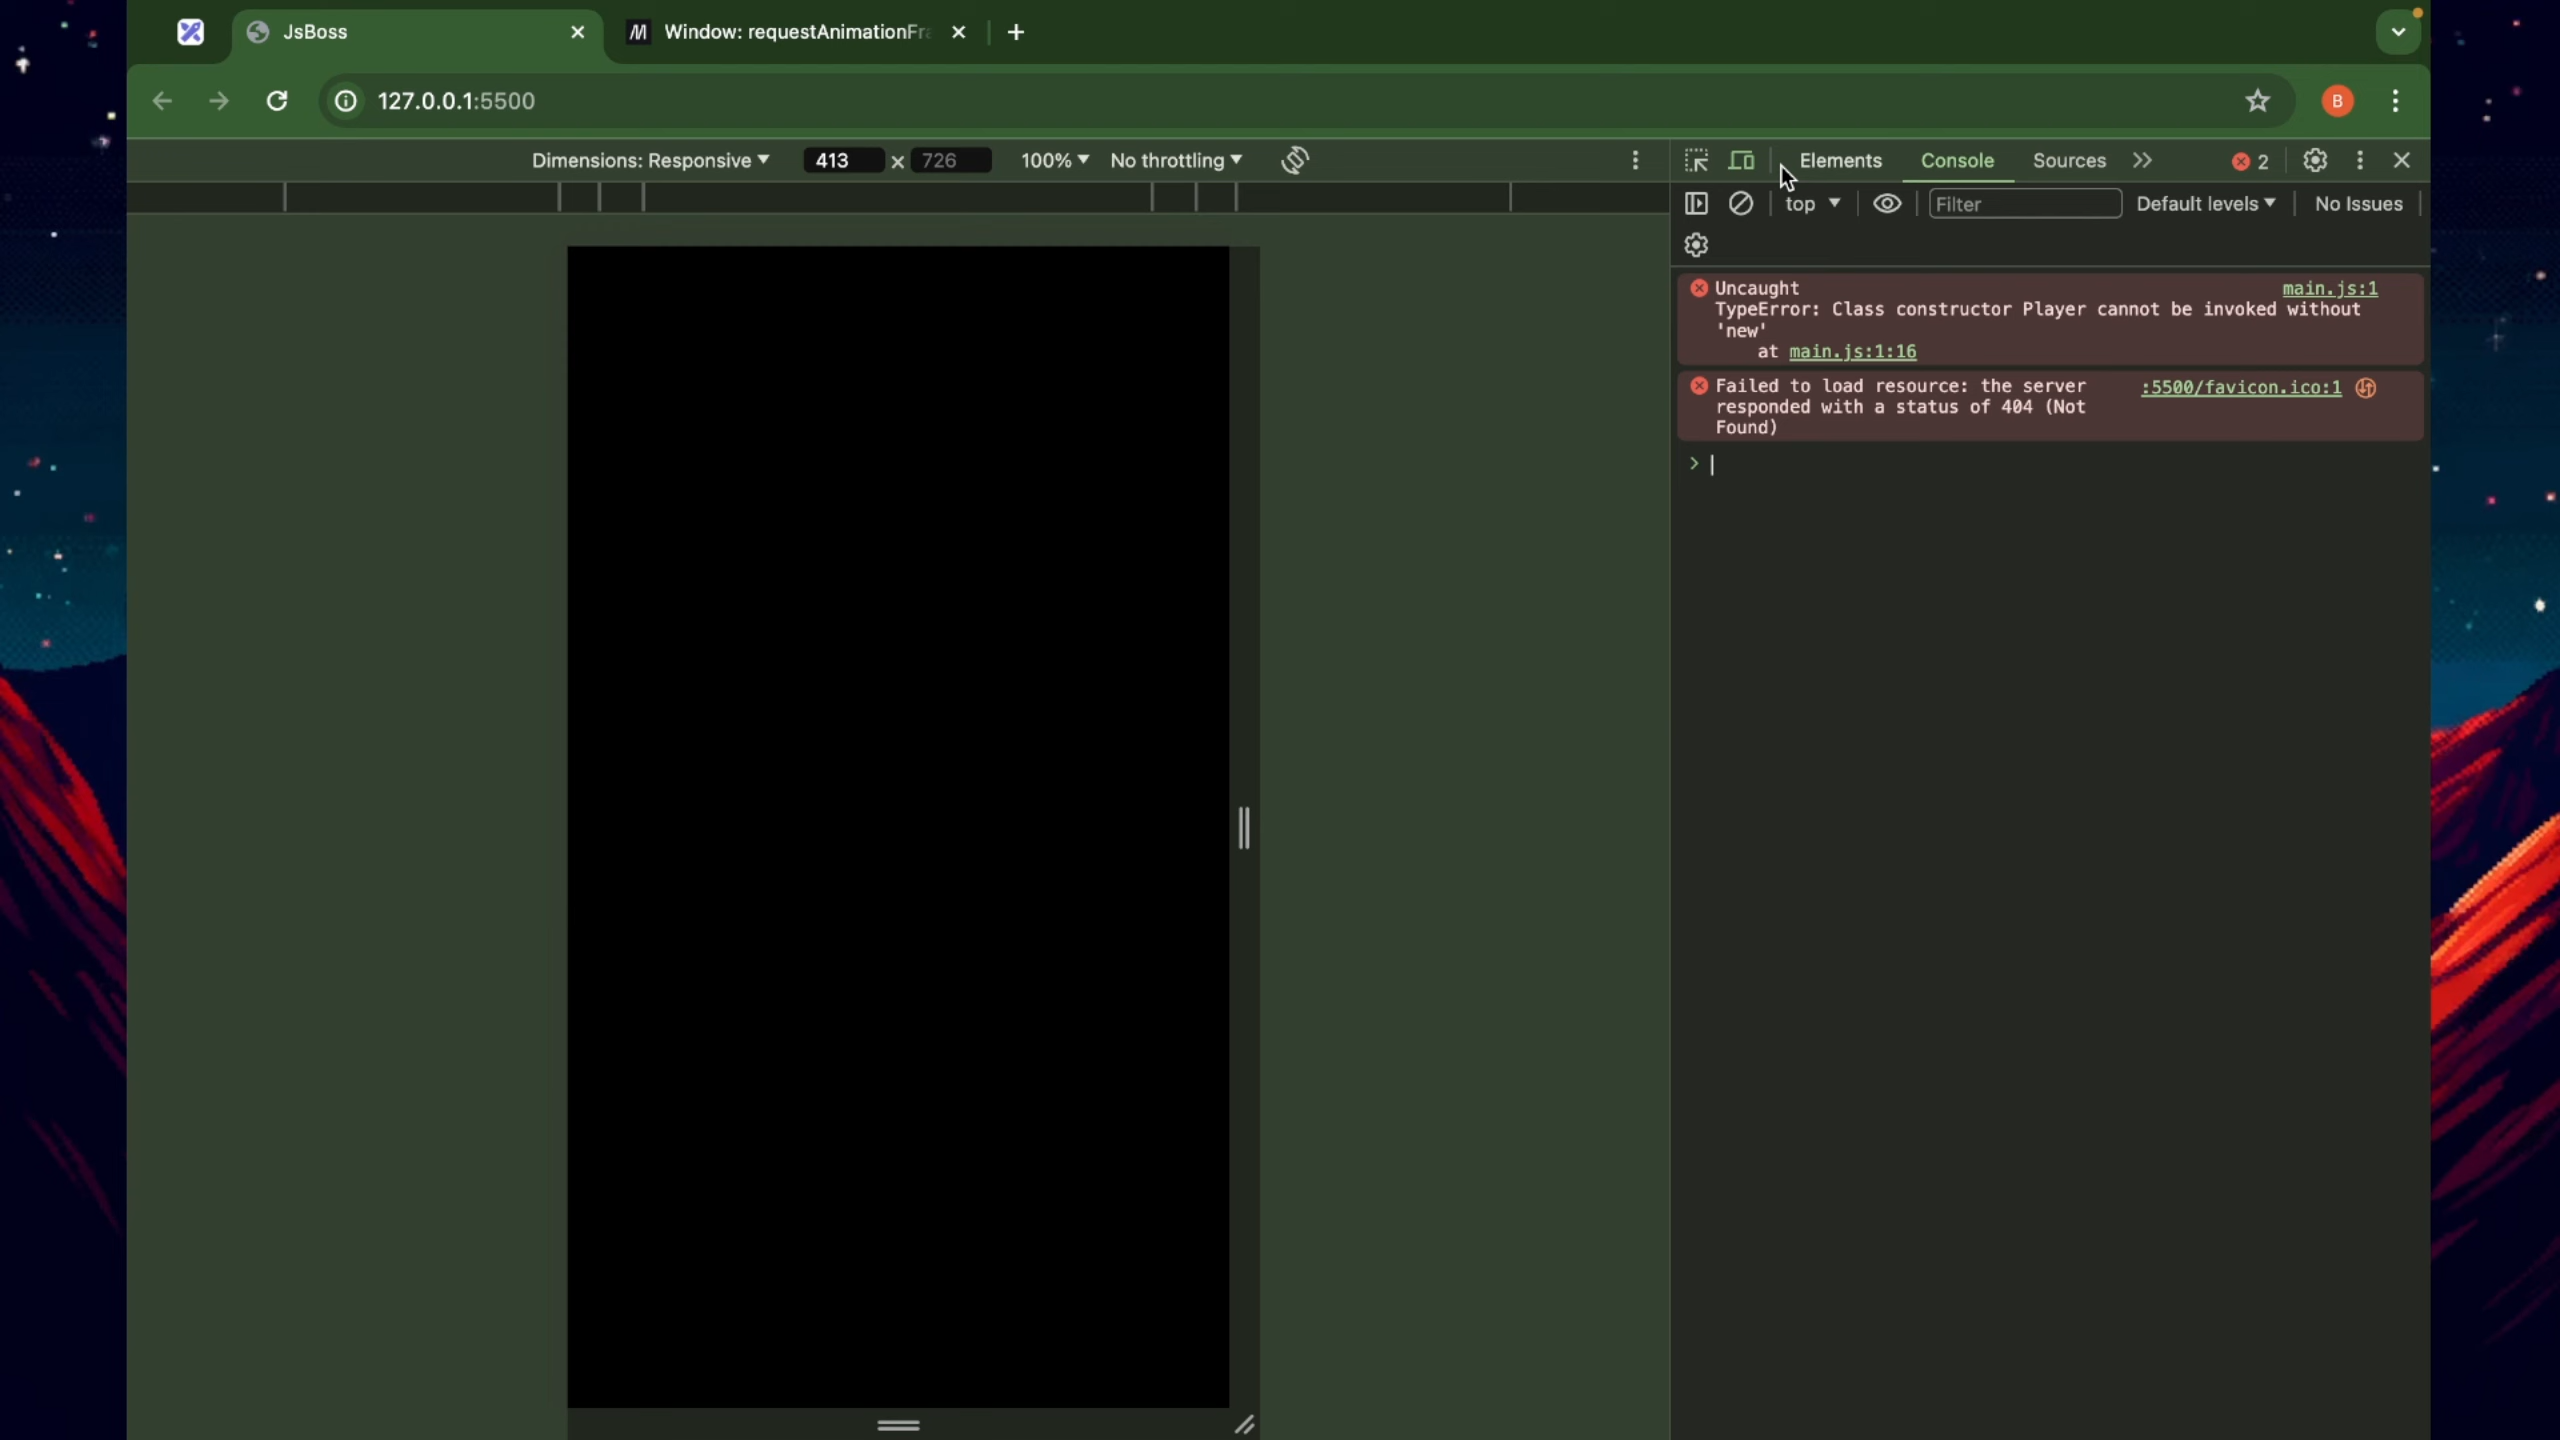 JsBoss
Window: requestAnimationFra
127.0.0.1:5500
B
Dimensions: Responsive
413 × 726
100%
No throttling
Elements
Console
Sources
2
top
Filter
Default levels
No Issues
Uncaught main.js:1
TypeError: Class constructor Player cannot be invoked without
'new'
at main.js:1:16
Failed to load resource: the server :5500/favicon.ico:1
responded with a status of 404 (Not
Found)